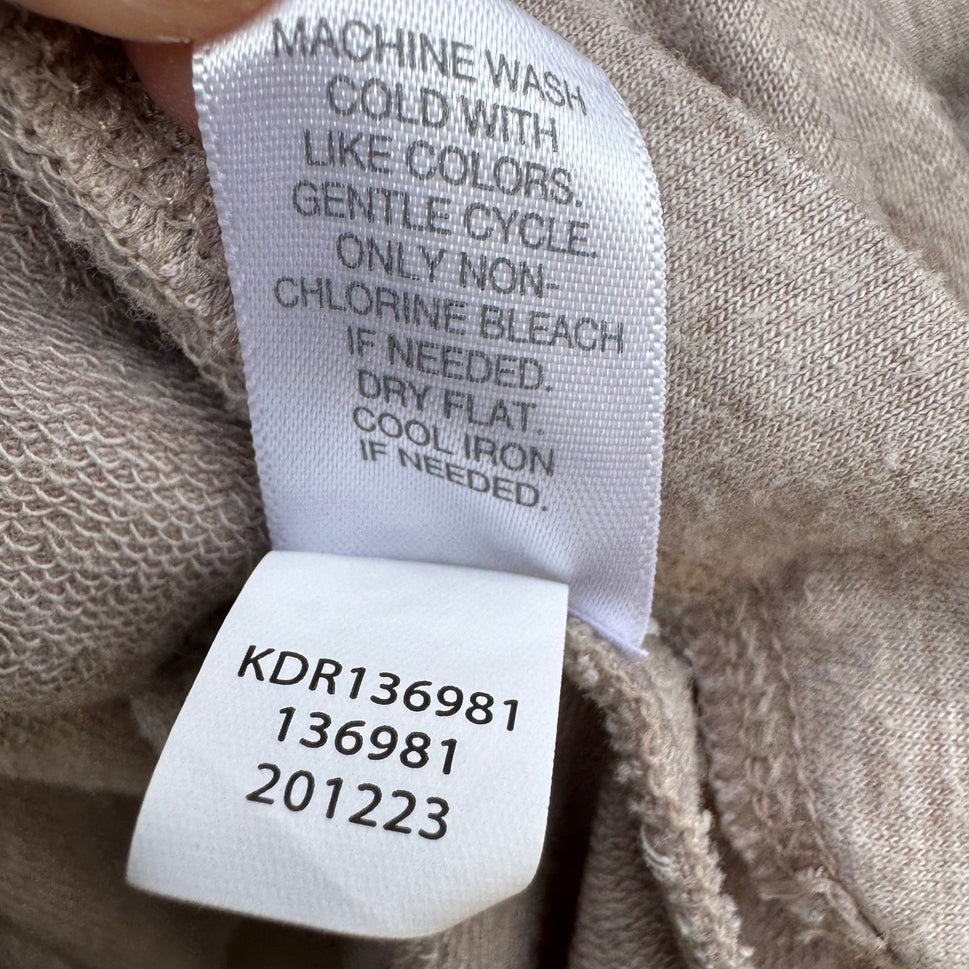 MACHINE WASH
COLD WITH
LIKE COLORS.
GENTLE CYCLE.
ONLY NON-
CHLORINE BLEACH
IF NEEDED.
DRY FLAT.
COOL IRON
IF NEEDED.
KDR136981
136981
201223